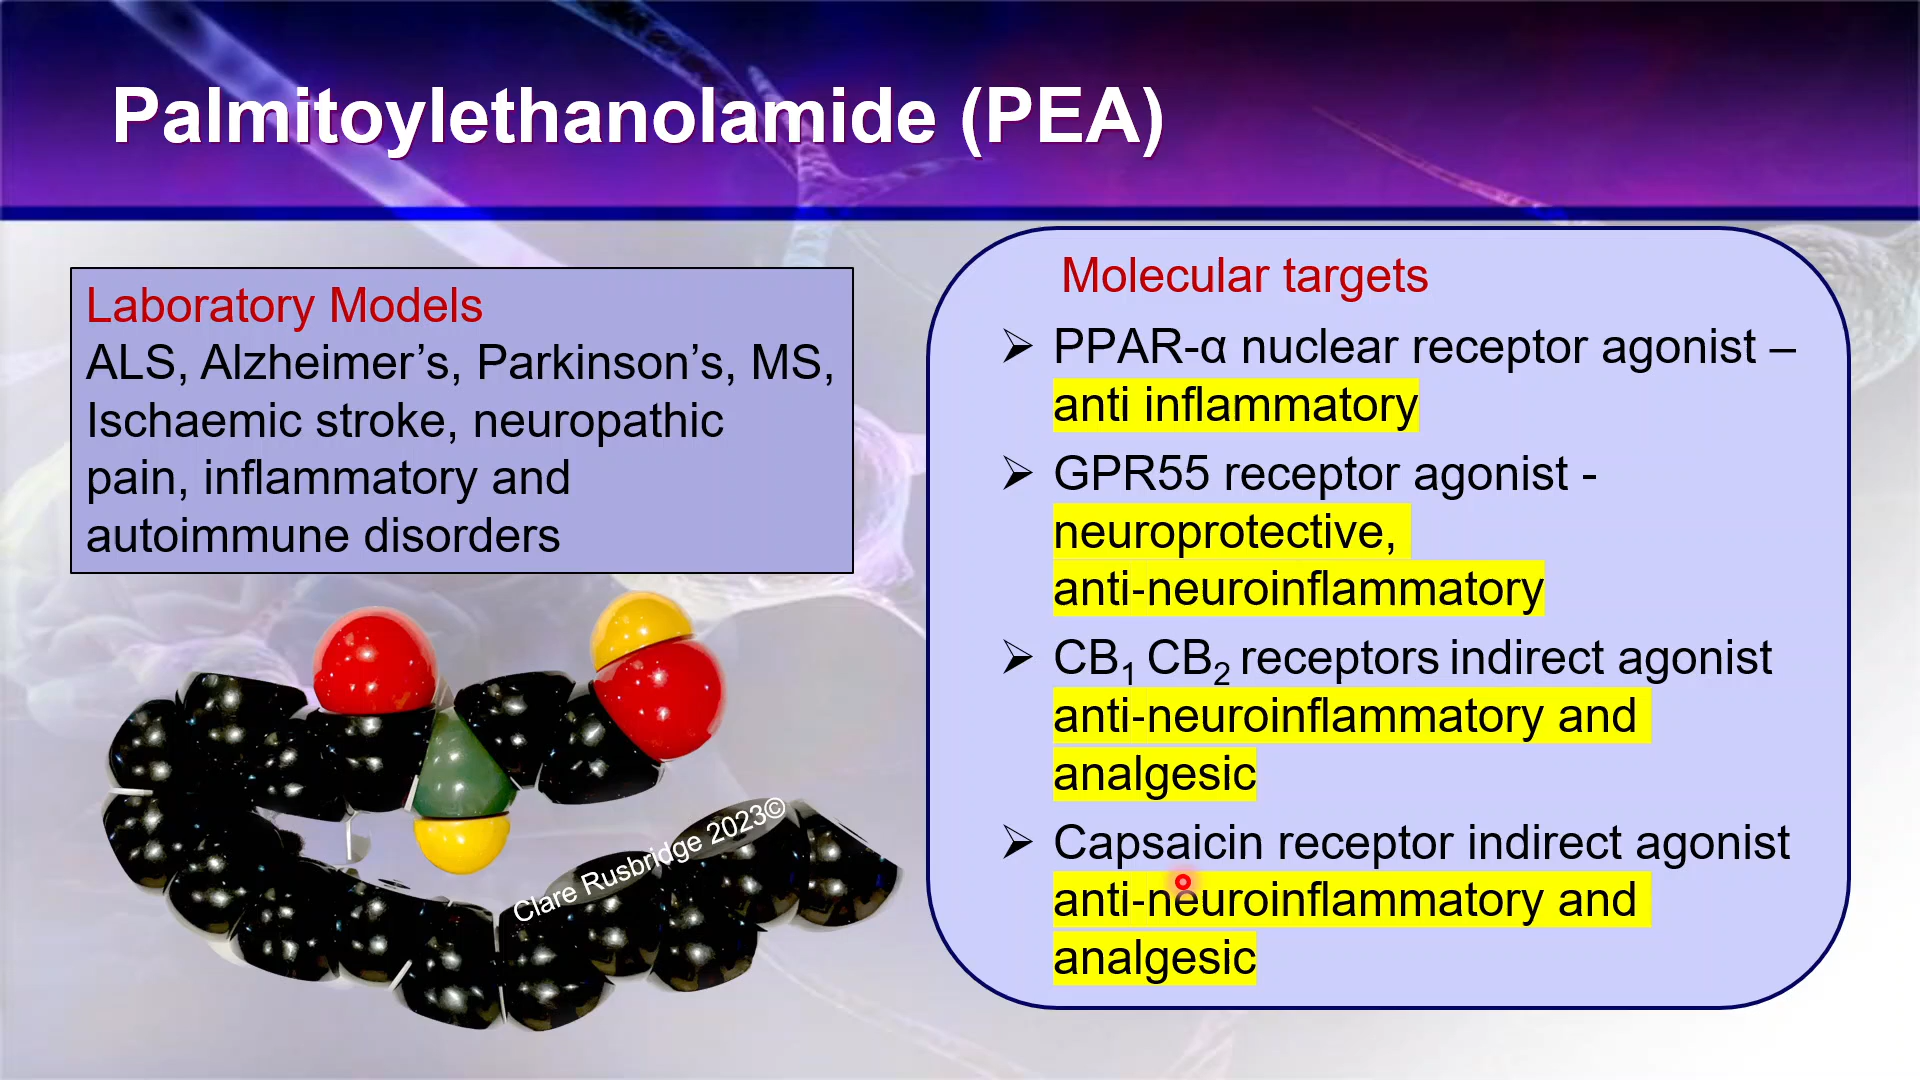 Palmitoylethanolamide (PEA)
Laboratory Models
ALS, Alzheimer’s, Parkinson’s, MS,
Ischaemic stroke, neuropathic
pain, inflammatory and
autoimmune disorders
Clare Rusbridge 2023©
Molecular targets
➢ PPAR-α nuclear receptor agonist –
anti inflammatory
➢ GPR55 receptor agonist -
neuroprotective,
anti-neuroinflammatory
➢ CB₁ CB₂ receptors indirect agonist
anti-neuroinflammatory and
analgesic
➢ Capsaicin receptor indirect agonist
anti-neuroinflammatory and
analgesic